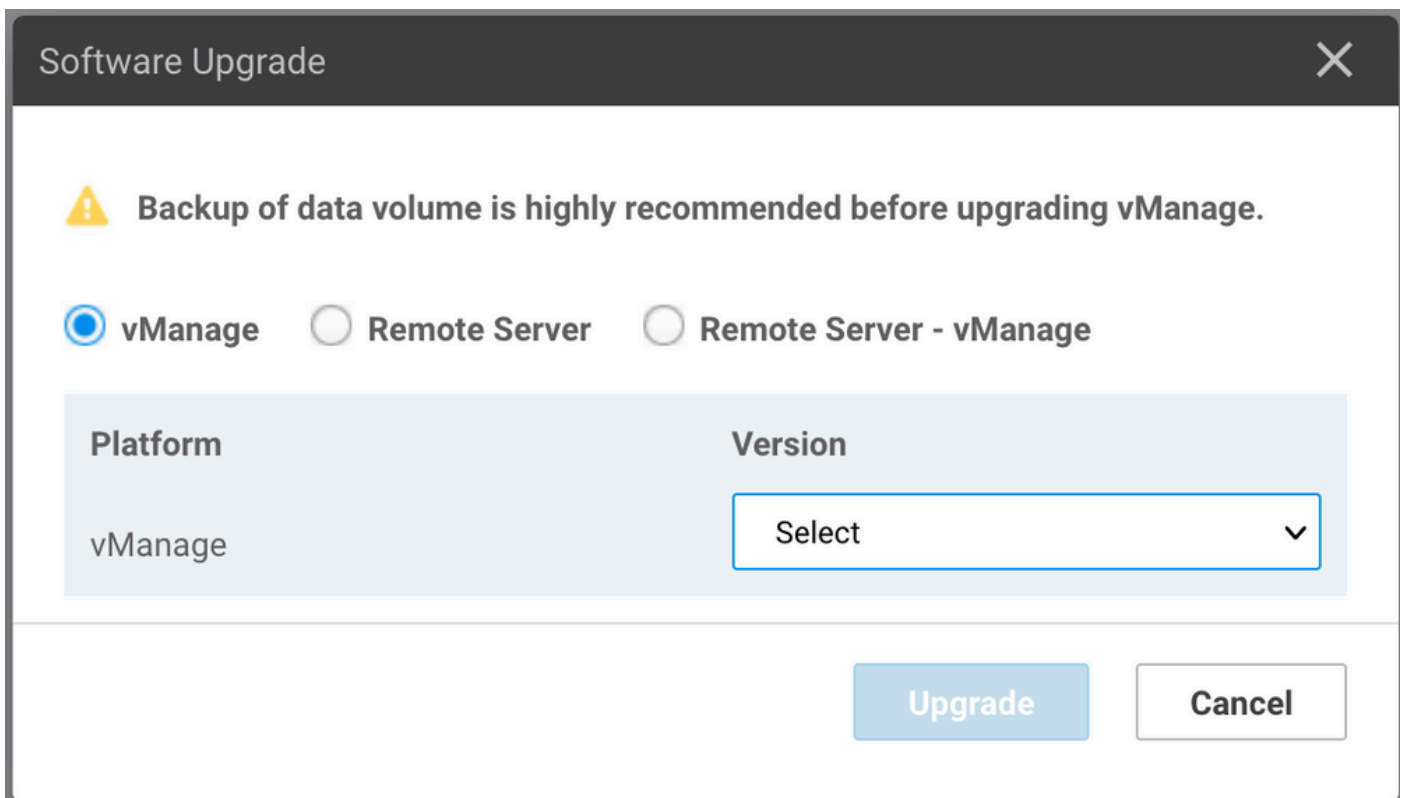 Software Upgrade
Backup of data volume is highly recommended before upgrading vManage.
vManage Remote Server Remote Server - vManage
Platform Version
vManage Select
Upgrade Cancel